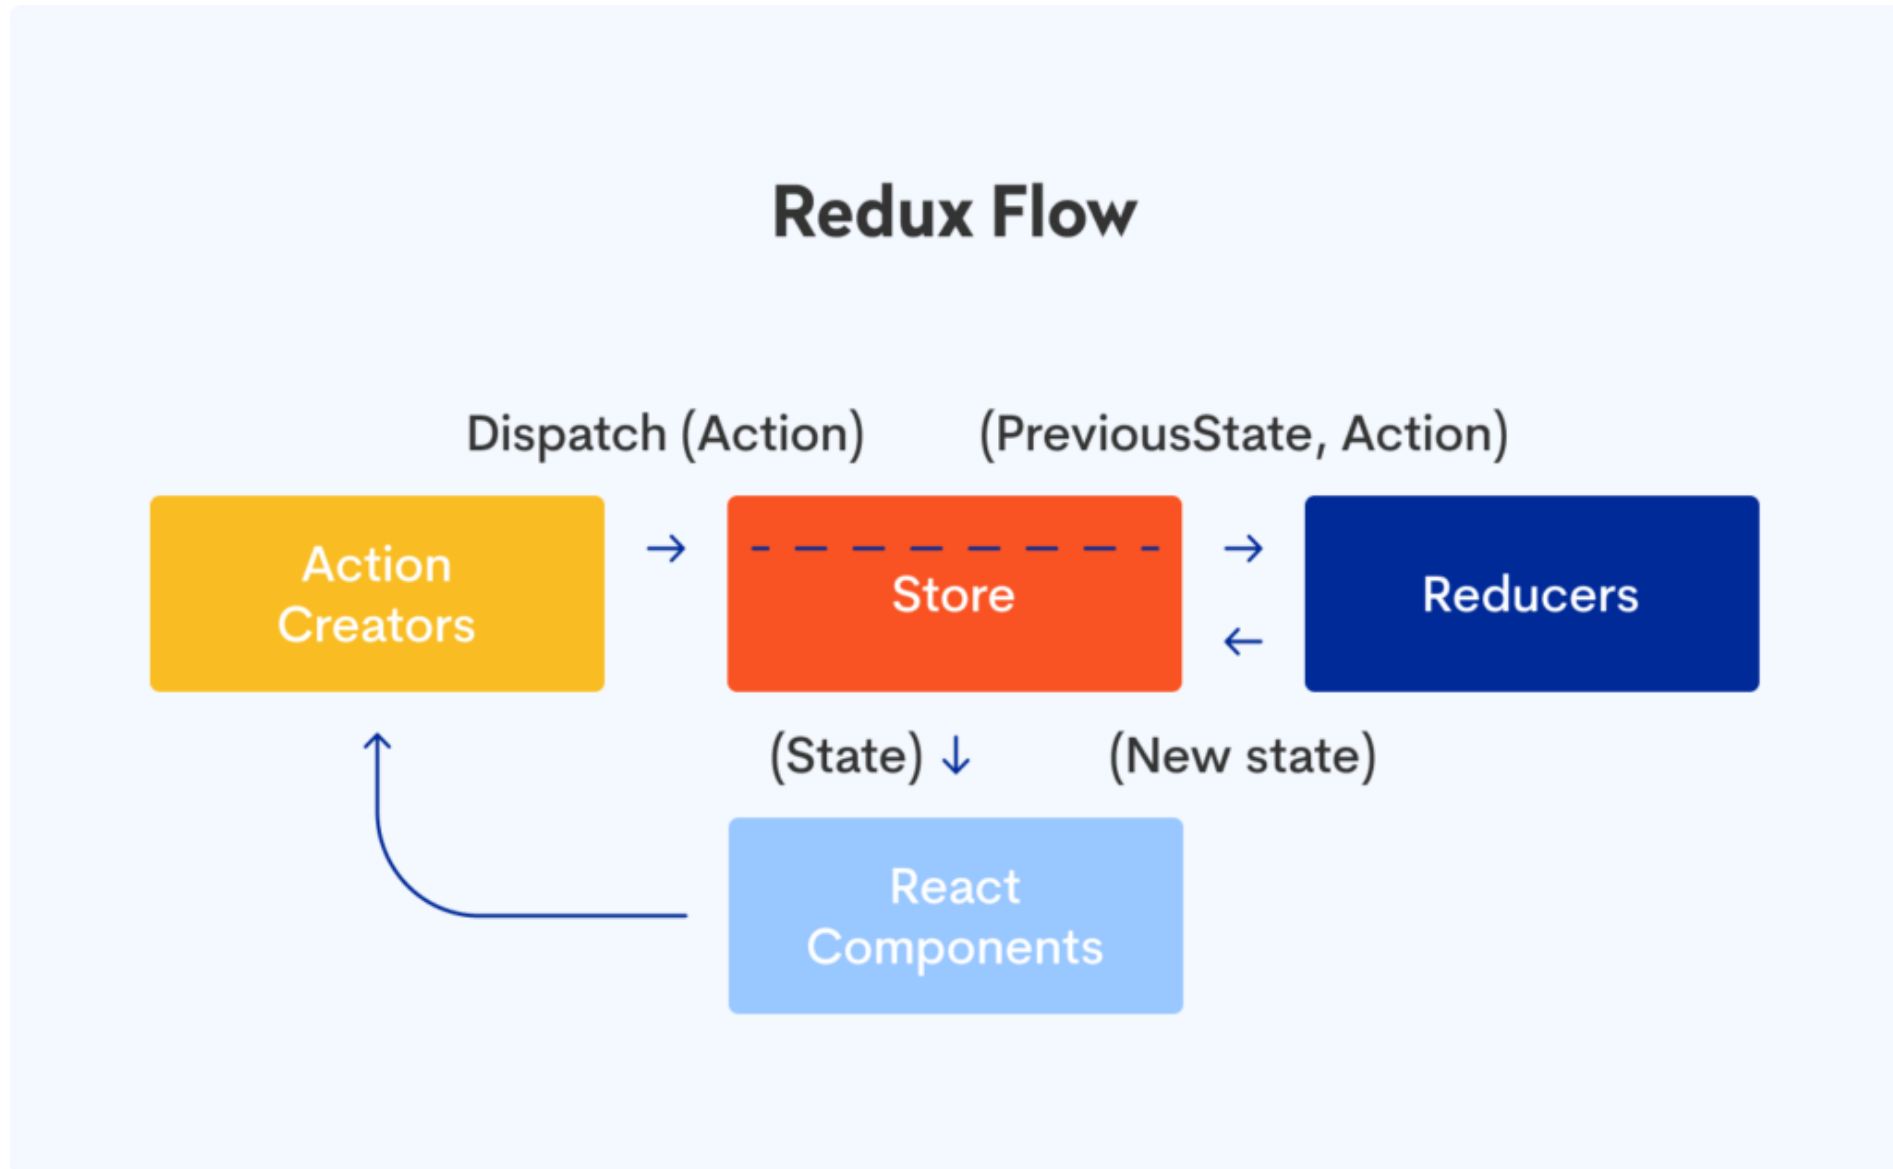 Redux Flow
Dispatch (Action)
(PreviousState, Action)
Action
Creators
Store
Reducers
(State)
(New state)
React
Components